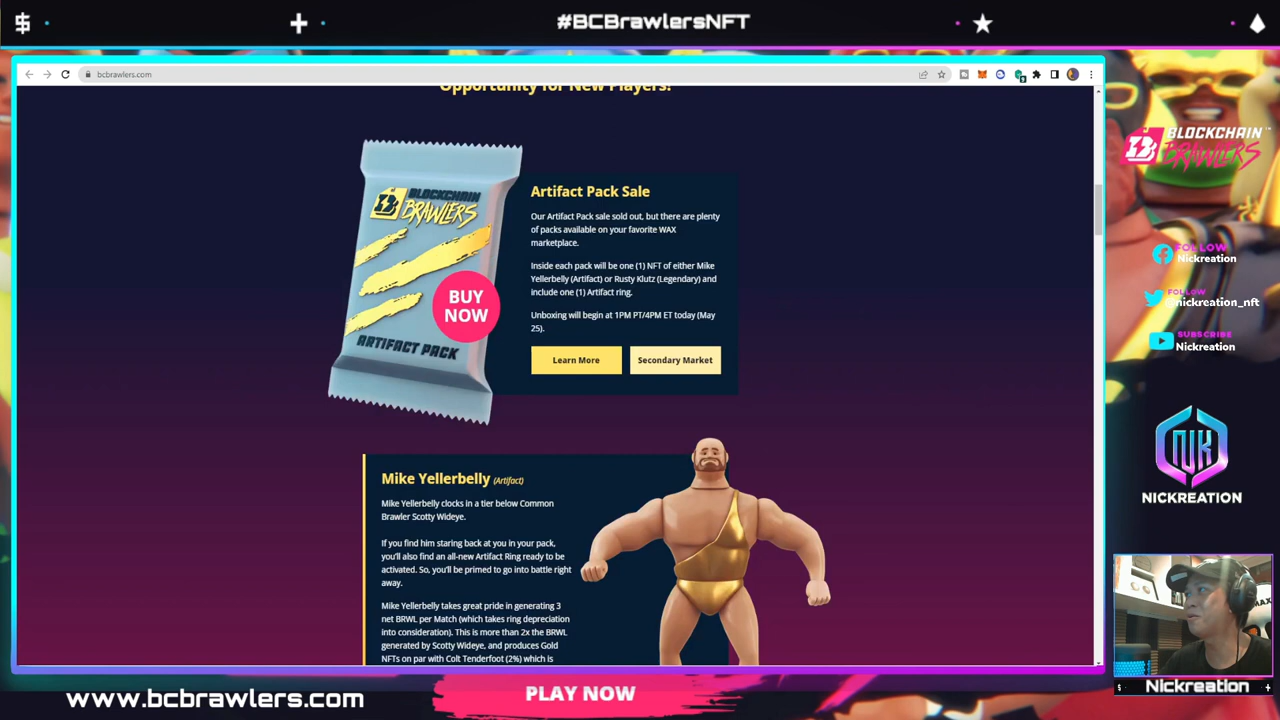 #BCBrawlersNFT
bcbrawlers.com
Opportunity for New Players!
BLOCKCHAIN
BRAWLERS
BUY
NOW
ARTIFACT PACK
Artifact Pack Sale
Our Artifact Pack sale sold out, but there are plenty
of packs available on your favorite WAX
marketplace.
Inside each pack will be one (1) NFT of either Mike
Yellerbelly (Artifact) or Rusty Klutz (Legendary) and
include one (1) Artifact ring.
Unboxing will begin at 1PM PT/4PM ET today (May
25).
Learn More
Secondary Market
Mike Yellerbelly (Artifact)
Mike Yellerbelly clocks in a tier below Common
Brawler Scotty Wideye.
If you find him staring back at you in your pack,
you'll also find an all-new Artifact Ring ready to be
activated. So, you'll be primed to go into battle right
away.
Mike Yellerbelly takes great pride in generating 3
net BRWL per Match (which takes ring depreciation
into consideration). This is more than 2x the BRWL
generated by Scotty Wideye, and produces Gold
NFTs on par with Colt Tenderfoot (2%) which is
BLOCKCHAIN
BRAWLERS™
FOLLOW
Nickreation
FOLLOW
@nickreation_nft
SUBSCRIBE
Nickreation
NK
NICKREATION
Nickreation
www.bcbrawlers.com
PLAY NOW